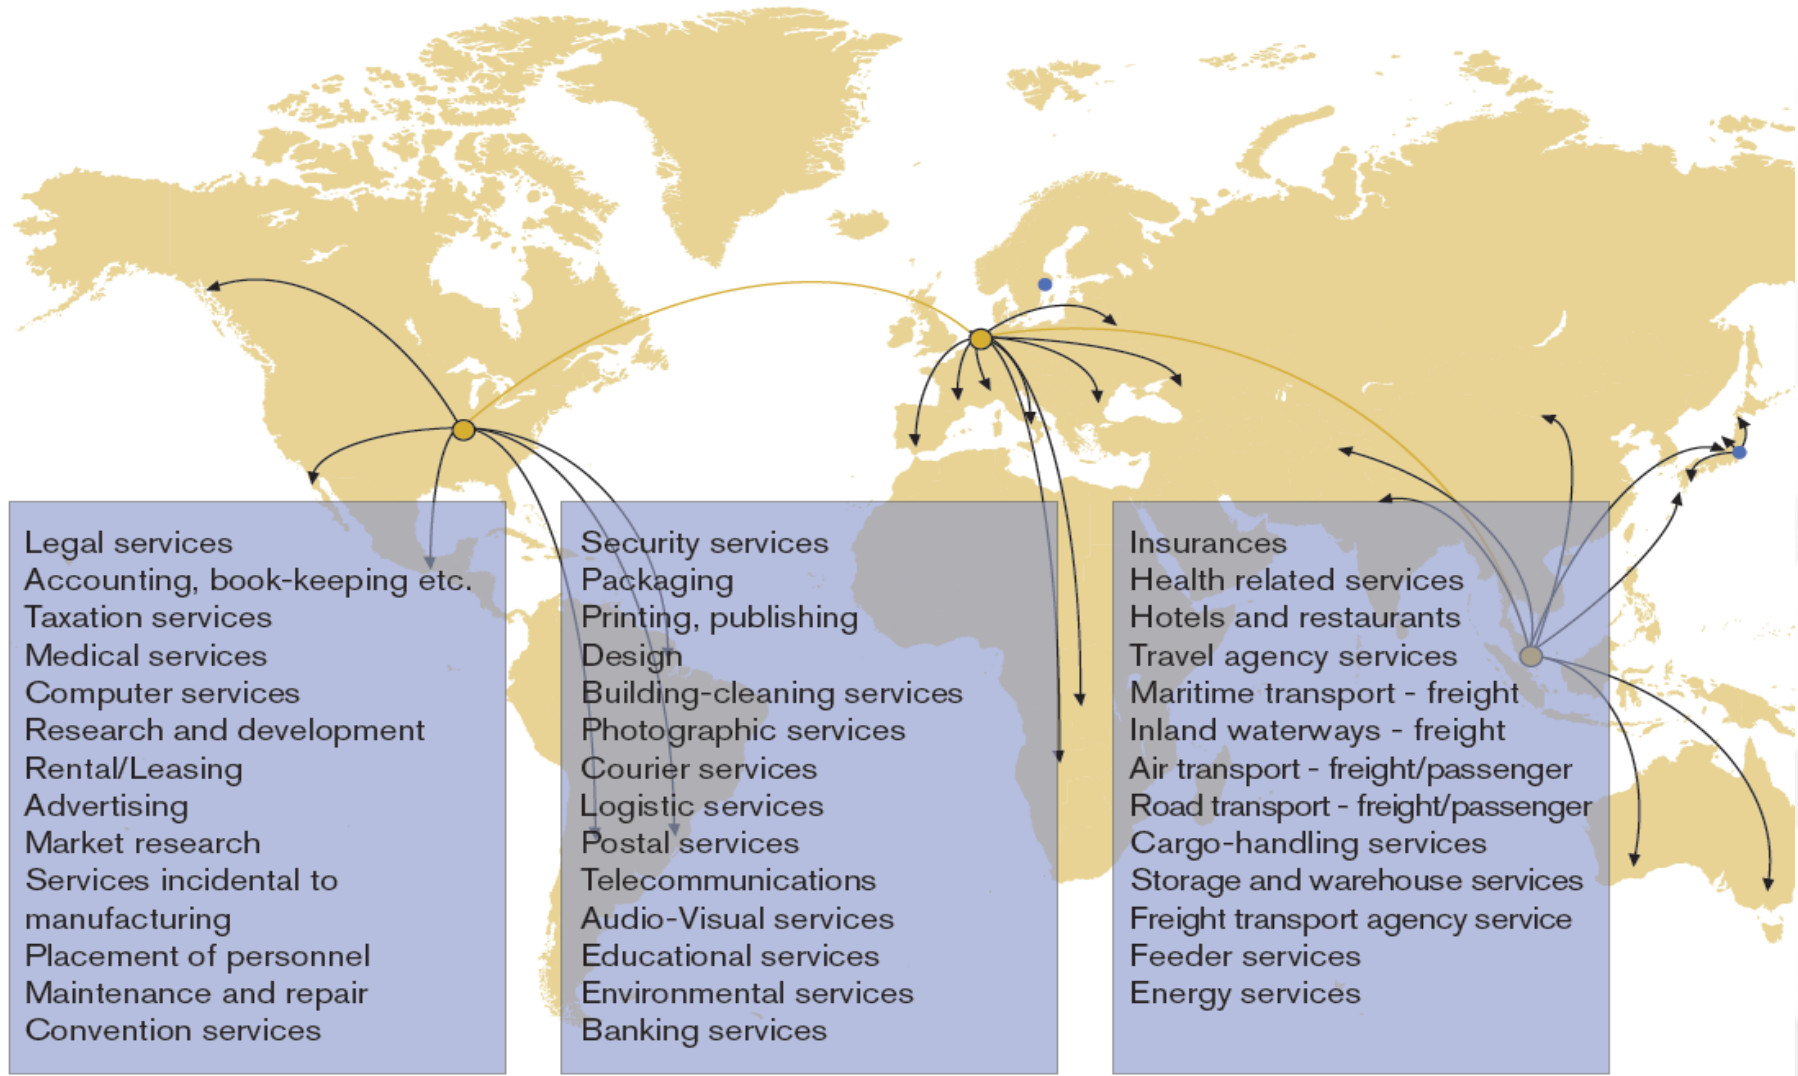 Legal services
Accounting, book-keeping etc.
Taxation services
Medical services
Computer services
Research and development
Rental/Leasing
Advertising
Market research
Services incidental to
manufacturing
Placement of personnel
Maintenance and repair
Convention services
Security services
Packaging
Printing, publishing
Design
Building-cleaning services
Photographic services
Courier services
Logistic services
Postal services
Telecommunications
Audio-Visual services
Educational services
Environmental services
Banking services
Insurances
Health related services
Hotels and restaurants
Travel agency services
Maritime transport - freight
Inland waterways - freight
Air transport - freight/passenger
Road transport - freight/passenger
Cargo-handling services
Storage and warehouse services
Freight transport agency service
Feeder services
Energy services